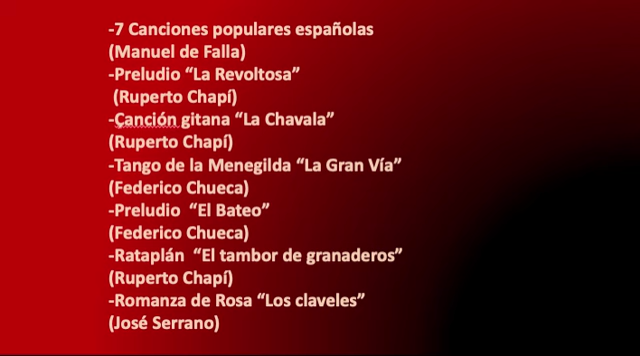 -7 Canciones populares españolas
(Manuel de Falla)
-Preludio “La Revoltosa”
(Ruperto Chapí)
-Canción gitana “La Chavala”
(Ruperto Chapí)
-Tango de la Menegilda “La Gran Vía”
(Federico Chueca)
-Preludio “El Bateo”
(Federico Chueca)
-Rataplán “El tambor de granaderos”
(Ruperto Chapí)
-Romanza de Rosa “Los claveles”
(José Serrano)